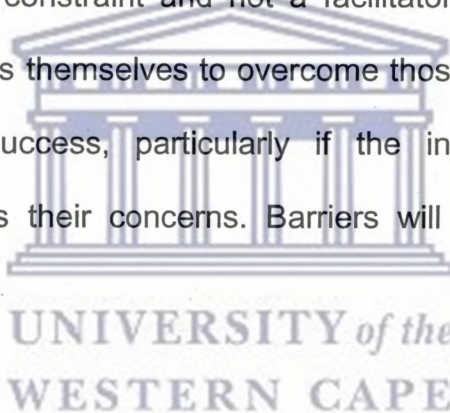 constraint and not a facilitator
s themselves to overcome thos
uccess, particularly if the in
s their concerns. Barriers will
UNIVERSITY of the
WESTERN CAPE